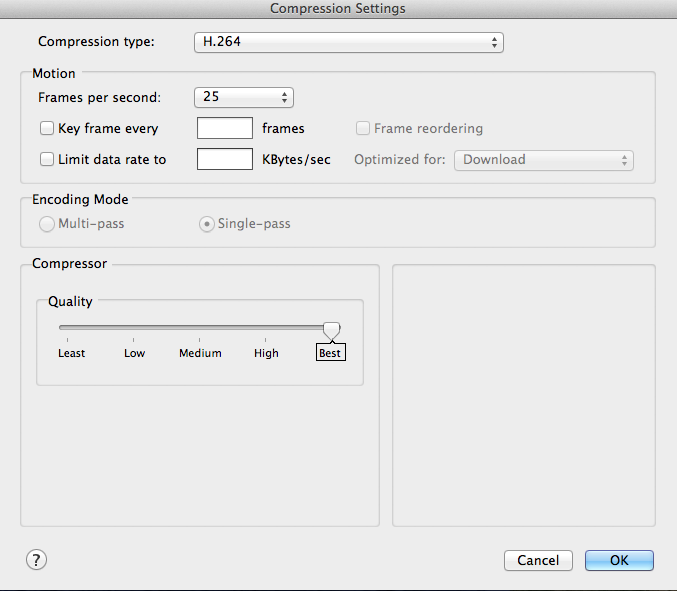 Compression Settings
Compression type: H.264
Motion
Frames per second: 25
Key frame every frames Frame reordering
Limit data rate to KBytes/sec Optimized for: Download
Encoding Mode
Multi-pass Single-pass
Compressor
Quality
Least Low Medium High Best
? Cancel OK